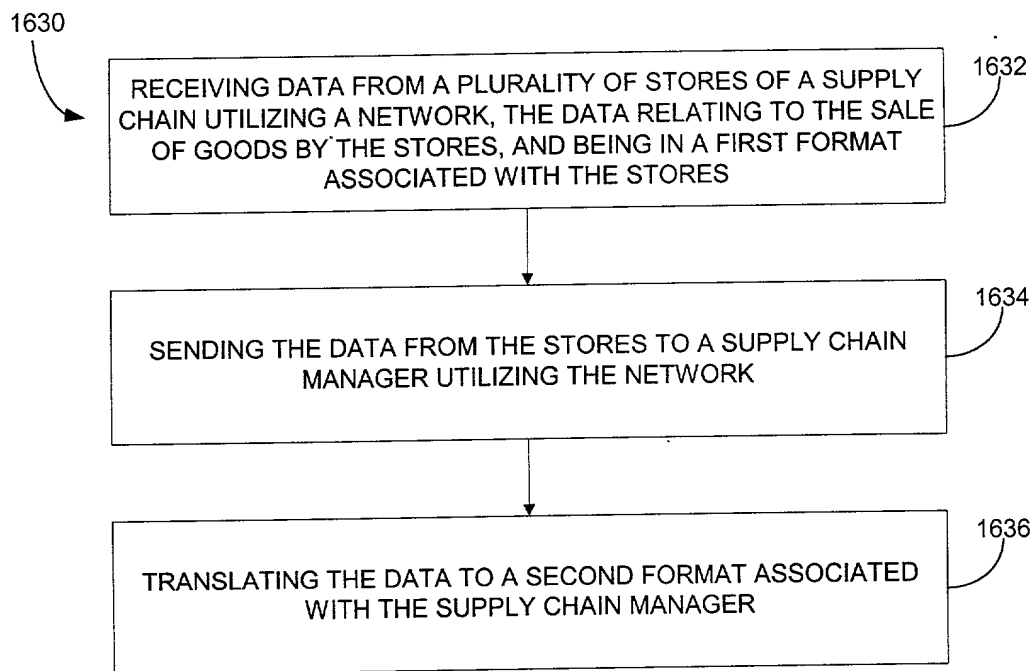 1630
RECEIVING DATA FROM A PLURALITY OF STORES OF A SUPPLY
CHAIN UTILIZING A NETWORK, THE DATA RELATING TO THE SALE
OF GOODS BY THE STORES, AND BEING IN A FIRST FORMAT
ASSOCIATED WITH THE STORES
1632
SENDING THE DATA FROM THE STORES TO A SUPPLY CHAIN
MANAGER UTILIZING THE NETWORK
1634
TRANSLATING THE DATA TO A SECOND FORMAT ASSOCIATED
WITH THE SUPPLY CHAIN MANAGER
1636